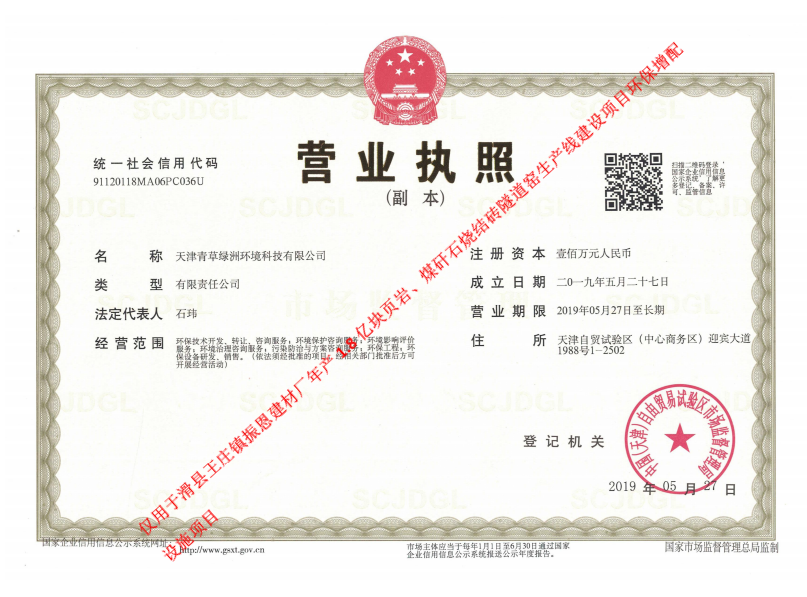 营业执照
（副 本）
统一社会信用代码
91120118MA06PC036U
扫描二维码登录'
国家企业信用信息
公示系统'了解更
多登记、备案、许
可、监管信息
名 称 天津青草绿洲环境科技有限公司
类 型 有限责任公司
法定代表人 石玮
经营范围 环保技术开发、转让、咨询服务；环境保护咨询服务；环境影响评价
服务；环境治理咨询服务；污染防治与方案咨询服务；环保工程；环
保设备研发、销售。（依法须经批准的项目，经相关部门批准后方可
开展经营活动）
注册资本 壹佰万元人民币
成立日期 二0一九年五月二十七日
营业期限 2019年05月27日至长期
住 所 天津自贸试验区（中心商务区）迎宾大道
1988号1-2502
仅用于滑县王庄镇振恩建材厂年产1.8亿块页岩、煤矸石烧结砖隧道窑生产线建设项目环保增配
设施项目
登记机关
中国（天津）自由贸易试验区市场监督管理局
2019 年 05 月 27 日
国家企业信用信息公示系统网址：
http://www.gsxt.gov.cn
市场主体应当于每年1月1日至6月30日通过国家
企业信用信息公示系统报送公示年度报告。
国家市场监督管理总局监制
SCJDGL
市场监督管理